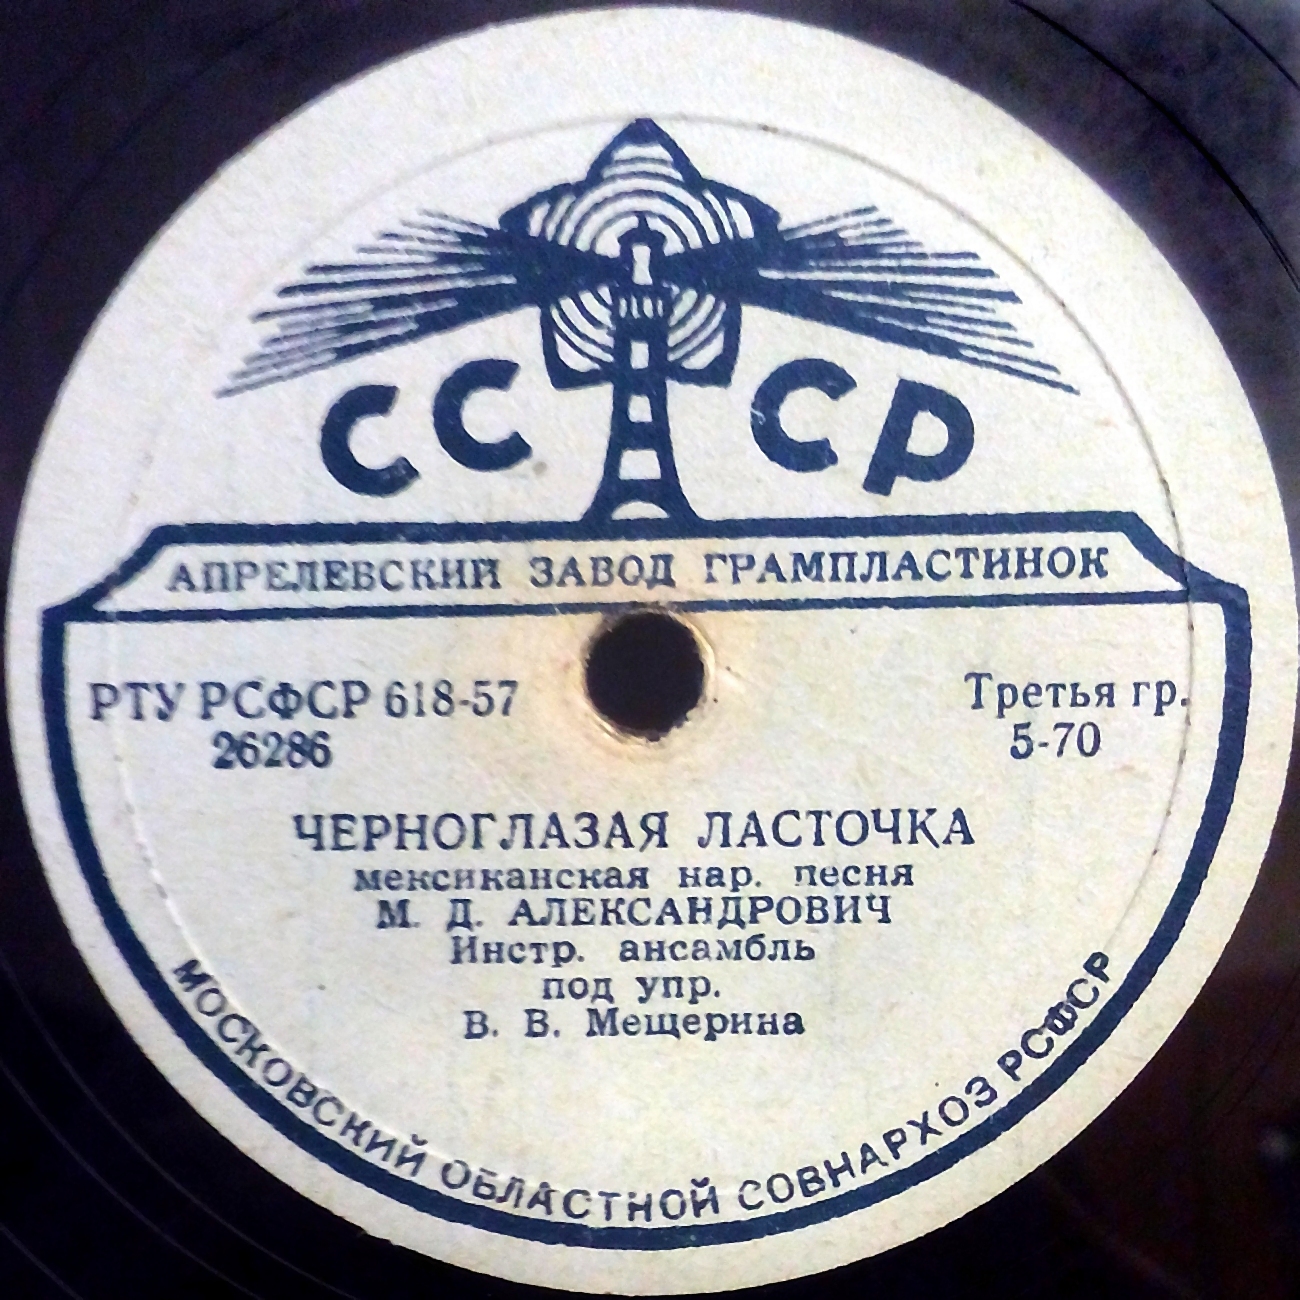 СССР
АПРЕЛЕВСКИЙ ЗАВОД ГРАМПЛАСТИНОК
РТУ РСФСР 618-57
26286
Третья гр.
5-70
ЧЕРНОГЛАЗАЯ ЛАСТОЧКА
мексиканская нар. песня
М. Д. АЛЕКСАНДРОВИЧ
Инстр. ансамбль
под упр.
В. В. Мещерина
МОСКОВСКИЙ ОБЛАСТНОЙ СОВНАРХОЗ РСФСР